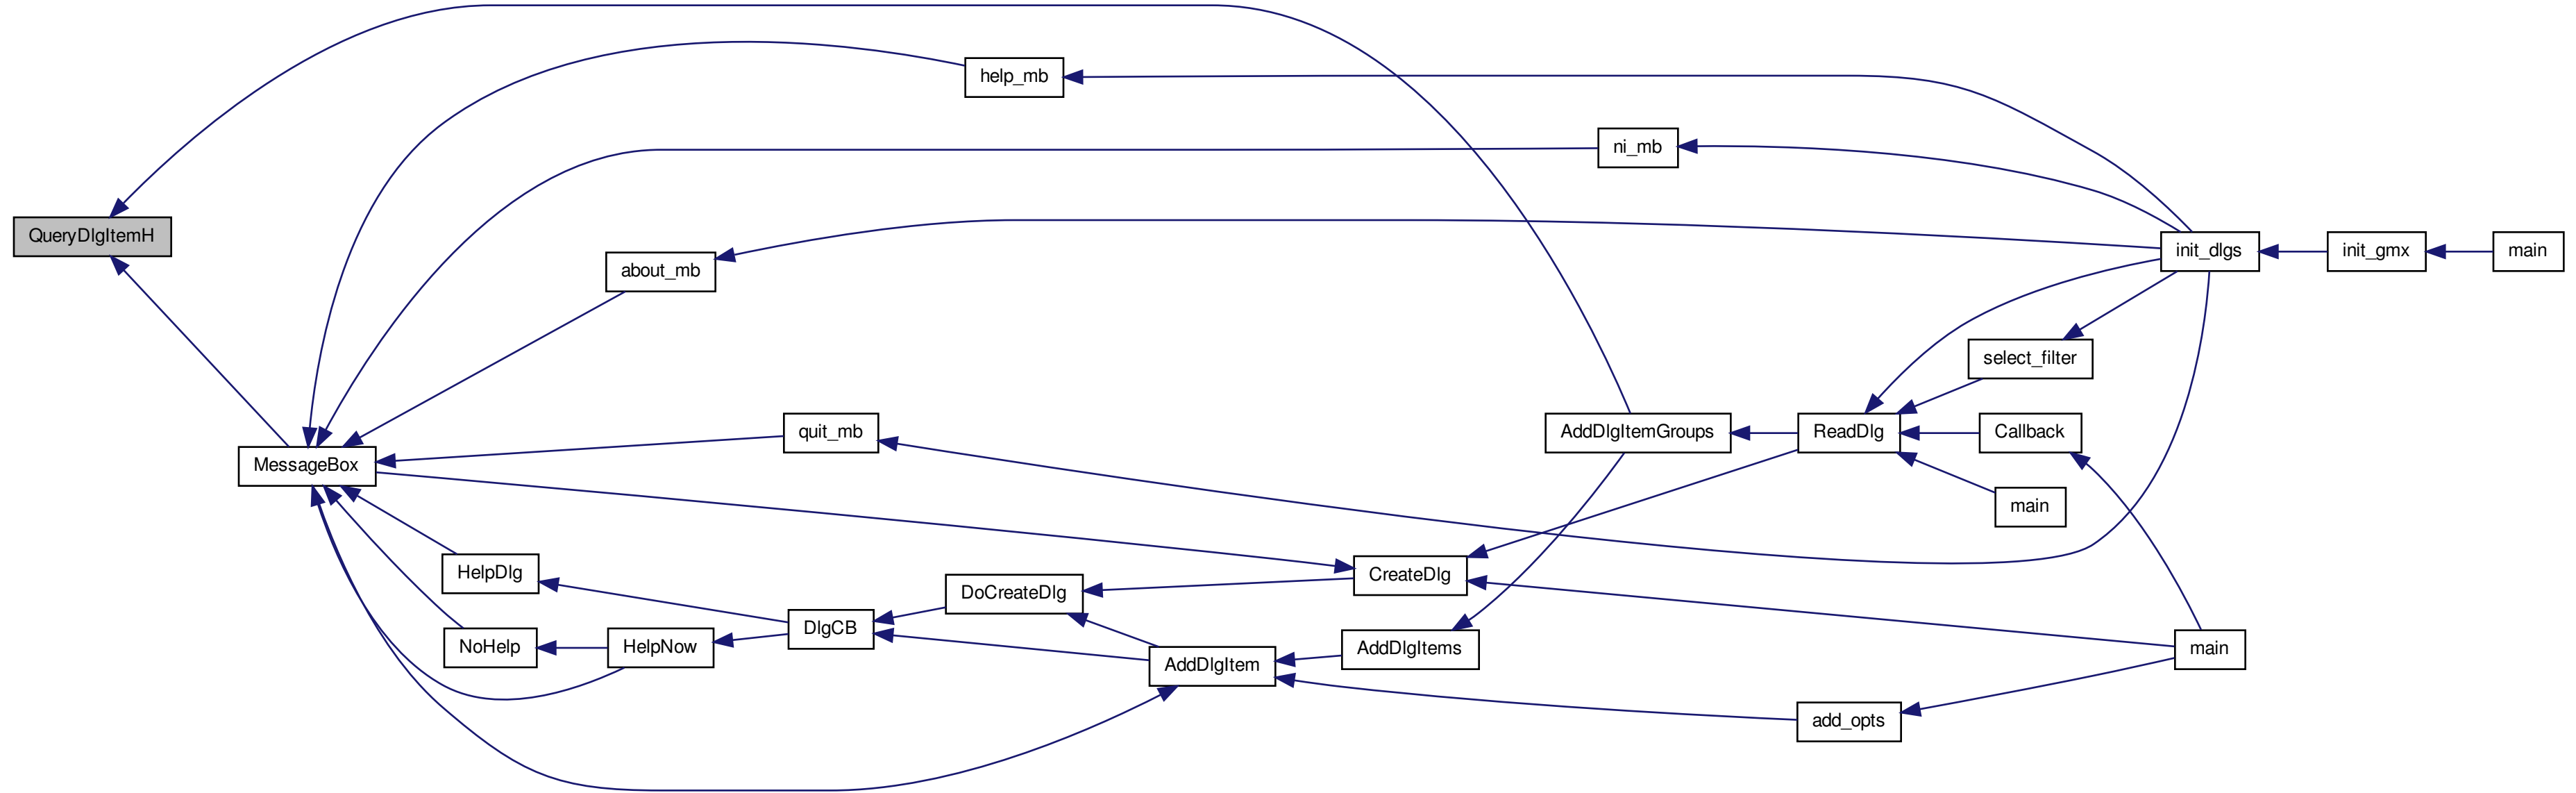 help_mb
ni_mb
QueryDlgItemH
init_dlgs
init_gmx
main
about_mb
select_filter
quit_mb
AddDlgItemGroups
ReadDlg
Callback
MessageBox
main
HelpDlg
CreateDlg
DoCreateDlg
DlgCB
NoHelp
HelpNow
AddDlgItems
main
AddDlgItem
add_opts